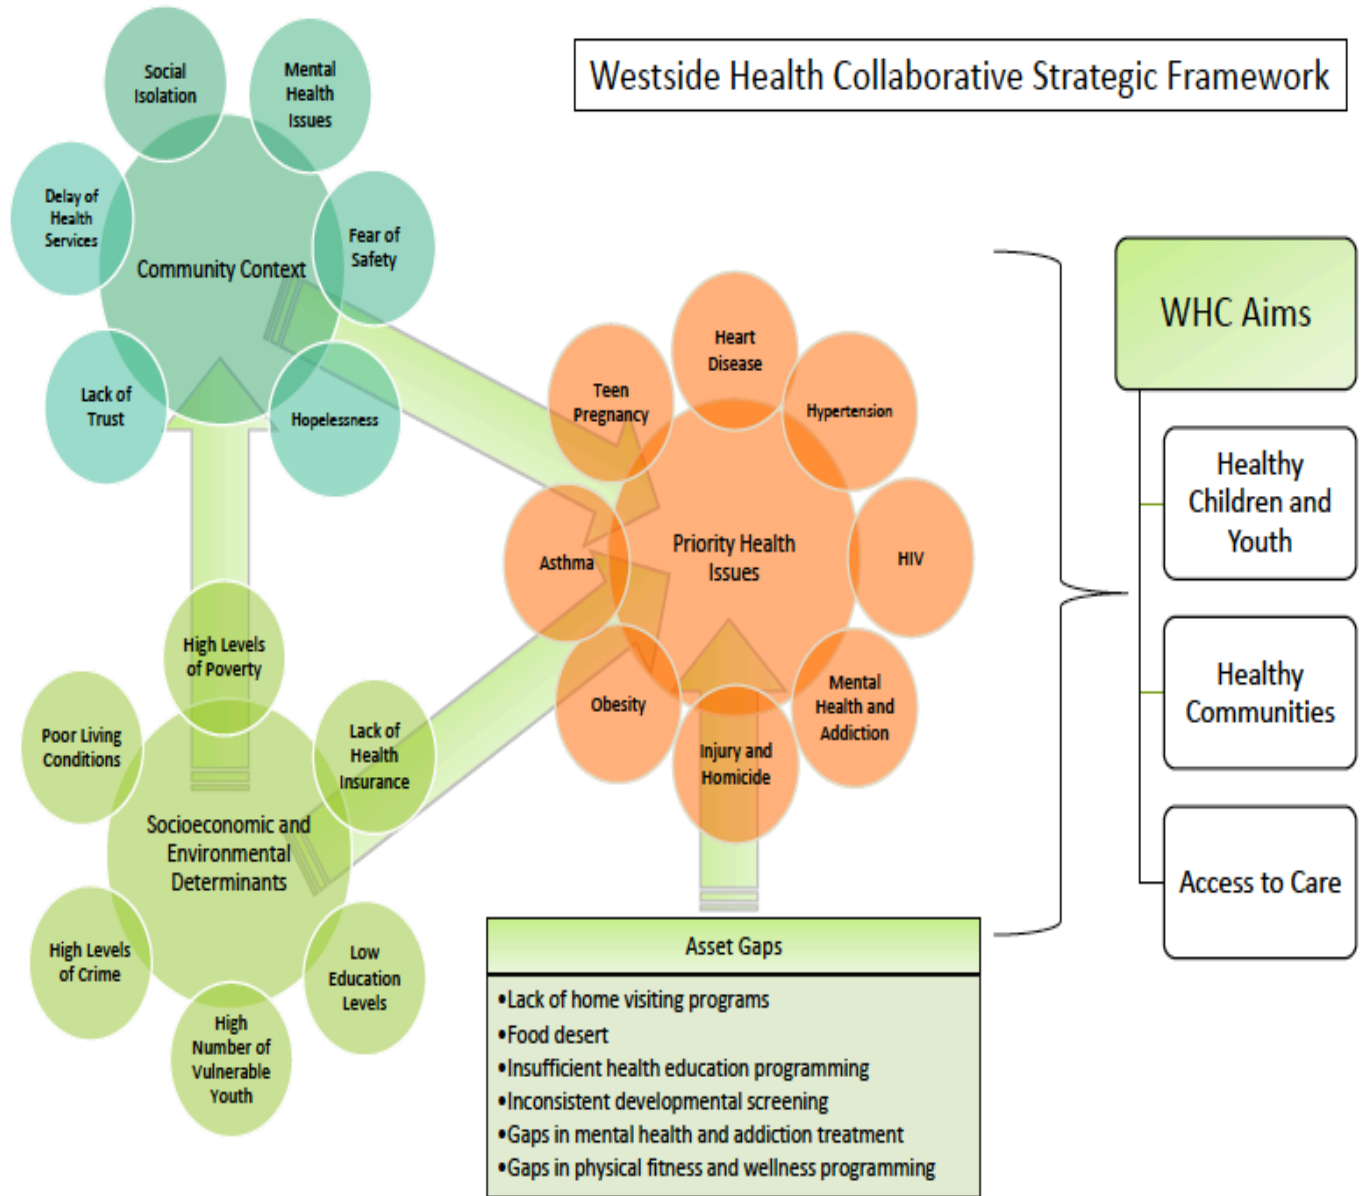 Westside Health Collaborative Strategic Framework
Social
Isolation
Mental
Health
Issues
Delay of
Health
Services
Fear of
Safety
Community Context
Lack of
Trust
Hopelessness
High Levels
of Poverty
Poor Living
Conditions
Lack of
Health
Insurance
Socioeconomic and
Environmental
Determinants
High Levels
of Crime
Low
Education
Levels
High
Number of
Vulnerable
Youth
Heart
Disease
Teen
Pregnancy
Hypertension
Asthma
Priority Health
Issues
HIV
Obesity
Mental
Health and
Addiction
Injury and
Homicide
Asset Gaps
•Lack of home visiting programs
•Food desert
•Insufficient health education programming
•Inconsistent developmental screening
•Gaps in mental health and addiction treatment
•Gaps in physical fitness and wellness programming
WHC Aims
Healthy
Children and
Youth
Healthy
Communities
Access to Care